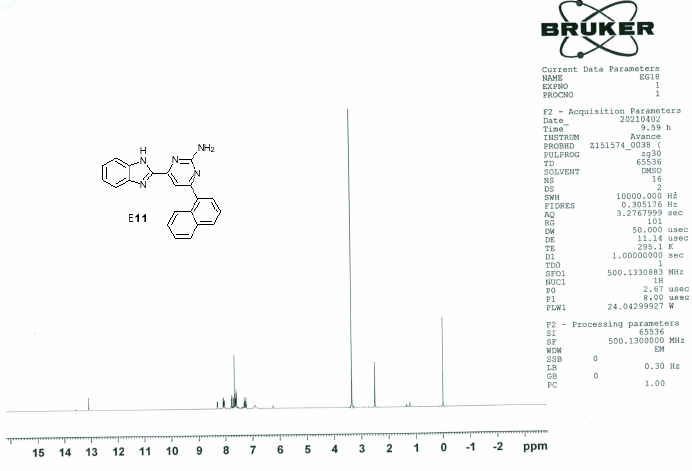 BRUKER
Current Data Parameters
NAME EG18
EXPNO 1
PROCNO 1
F2 - Acquisition Parameters
Date_ 20210402
Time 9.59 h
INSTRUM Avance
PROBHD Z151574_0038 (
PULPROG zg30
TD 65536
SOLVENT DMSO
NS 16
DS 2
SWH 10000.000 Hz
FIDRES 0.305176 Hz
AQ 3.2767999 sec
RG 101
DW 50.000 usec
DE 11.14 usec
TE 295.1 K
D1 1.00000000 sec
TD0 1
SFO1 500.1330883 MHz
NUC1 1H
P0 2.67 usec
P1 8.00 usec
PLW1 24.04299927 W
F2 - Processing parameters
SI 65536
SF 500.1300000 MHz
WDW EM
SSB 0
LB 0.30 Hz
GB 0
PC 1.00
H
N
N
NH2
N
N
E11
15 14 13 12 11 10 9 8 7 6 5 4 3 2 1 0 -1 -2 ppm